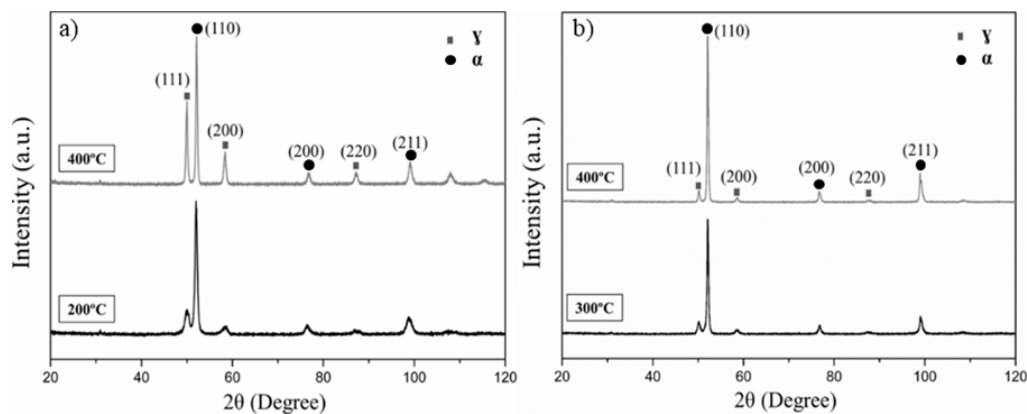 a)
(110)
ɣ
α
(111)
(200)
(200)
(220)
(211)
400ºC
200ºC
Intensity (a.u.)
20
40
60
80
100
120
2θ (Degree)
b)
(110)
ɣ
α
(111)
(200)
(200)
(220)
(211)
400ºC
300ºC
Intensity (a.u.)
20
40
60
80
100
120
2θ (Degree)